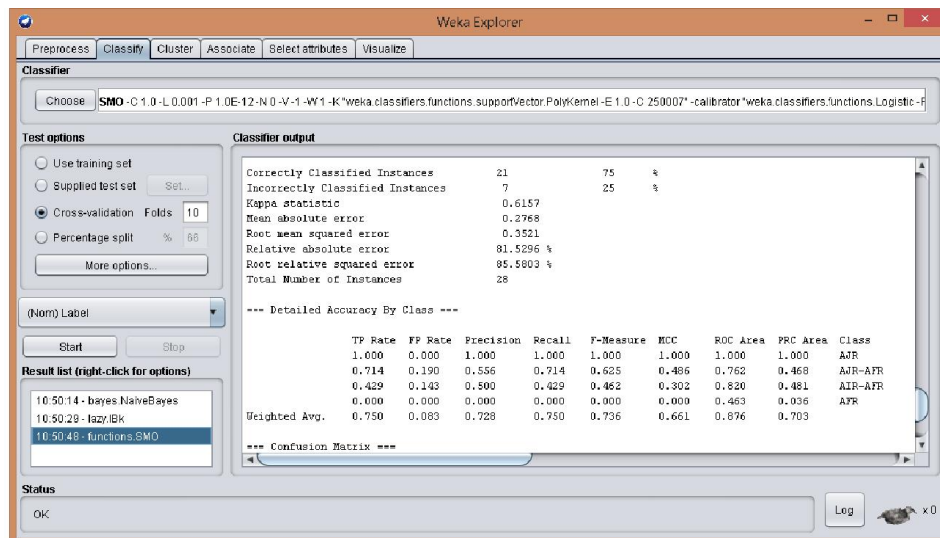 Weka Explorer
Preprocess Classify Cluster Associate Select attributes Visualize
Classifier
Choose SMO -C 1.0 -L 0.001 -P 1.0E-12 -N 0 -V -1 -W 1 -K "weka.classifiers.functions.supportVector.PolyKernel -E 1.0 -C 250007" -calibrator "weka.classifiers.functions.Logistic -F
Test options
Use training set
Supplied test set Set...
Cross-validation Folds 10
Percentage split % 66
More options...
(Nom) Label
Start Stop
Result list (right-click for options)
10:50:14 - bayes.NaiveBayes
10:50:29 - lazy.IBk
10:50:48 - functions.SMO
Classifier output
Correctly Classified Instances 21 75 %
Incorrectly Classified Instances 7 25 %
Kappa statistic 0.6157
Mean absolute error 0.2768
Root mean squared error 0.3521
Relative absolute error 81.5296 %
Root relative squared error 85.5803 %
Total Number of Instances 28
=== Detailed Accuracy By Class ===
TP Rate FP Rate Precision Recall F-Measure MCC ROC Area PRC Area Class
1.000 0.000 1.000 1.000 1.000 1.000 1.000 1.000 AJR
0.714 0.190 0.556 0.714 0.625 0.486 0.762 0.468 AJR-AFR
0.429 0.143 0.500 0.429 0.462 0.302 0.820 0.481 AIR-AFR
0.000 0.000 0.000 0.000 0.000 0.000 0.463 0.036 AFR
Weighted Avg. 0.750 0.083 0.728 0.750 0.736 0.661 0.876 0.703
=== Confusion Matrix ===
Status
OK
Log x 0